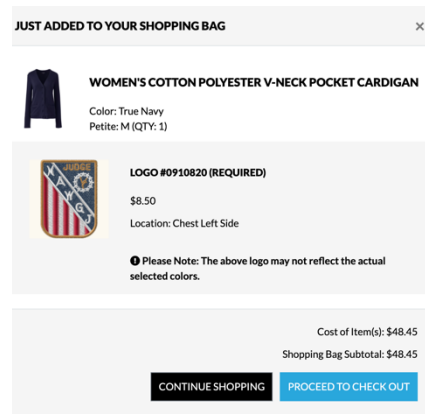 JUST ADDED TO YOUR SHOPPING BAG
×
WOMEN'S COTTON POLYESTER V-NECK POCKET CARDIGAN
Color: True Navy
Petite: M (QTY: 1)
JUDGE
NAWGJ
LOGO #0910820 (REQUIRED)
$8.50
Location: Chest Left Side
Please Note: The above logo may not reflect the actual
selected colors.
Cost of Item(s): $48.45
Shopping Bag Subtotal: $48.45
CONTINUE SHOPPING
PROCEED TO CHECK OUT